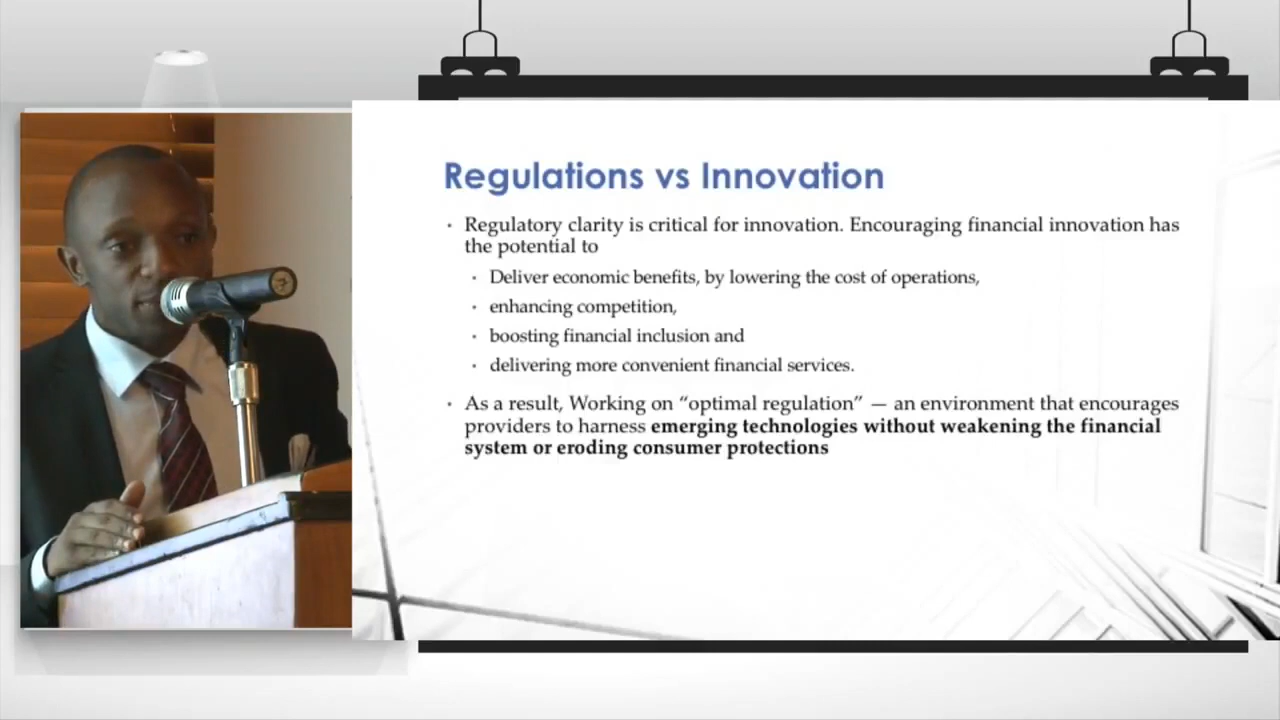 Regulations vs Innovation
Regulatory clarity is critical for innovation. Encouraging financial innovation has
the potential to
Deliver economic benefits, by lowering the cost of operations,
enhancing competition,
boosting financial inclusion and
delivering more convenient financial services.
As a result, Working on “optimal regulation” — an environment that encourages
providers to harness emerging technologies without weakening the financial
system or eroding consumer protections